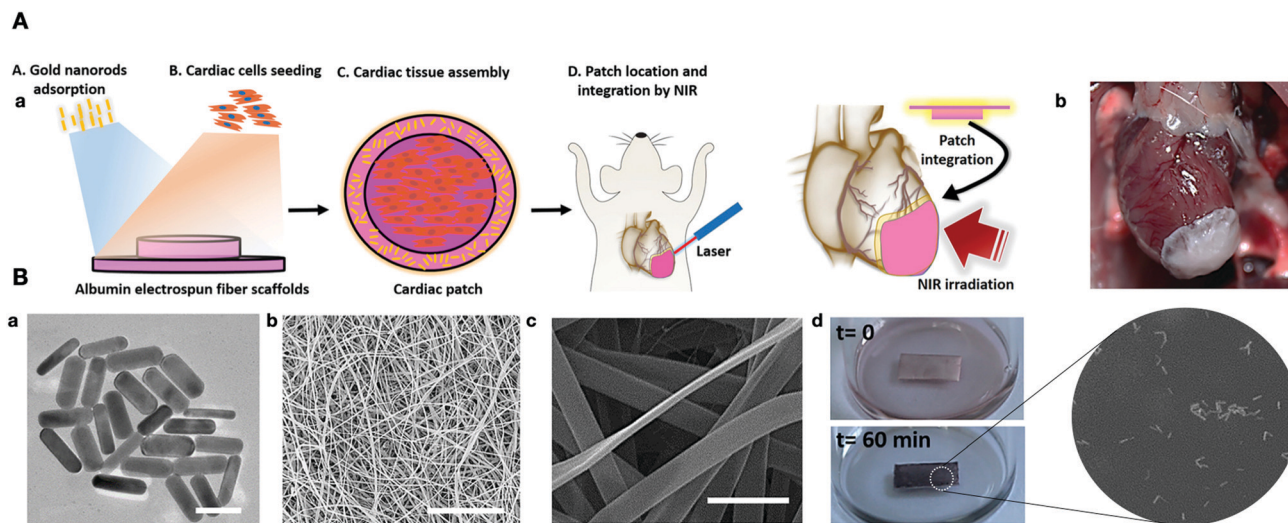 A
A. Gold nanorods
adsorption
B. Cardiac cells seeding
C. Cardiac tissue assembly
D. Patch location and
integration by NIR
a
b
Patch
integration
Laser
Albumin electrospun fiber scaffolds
Cardiac patch
NIR irradiation
B
a
b
c
d
t= 0
t= 60 min